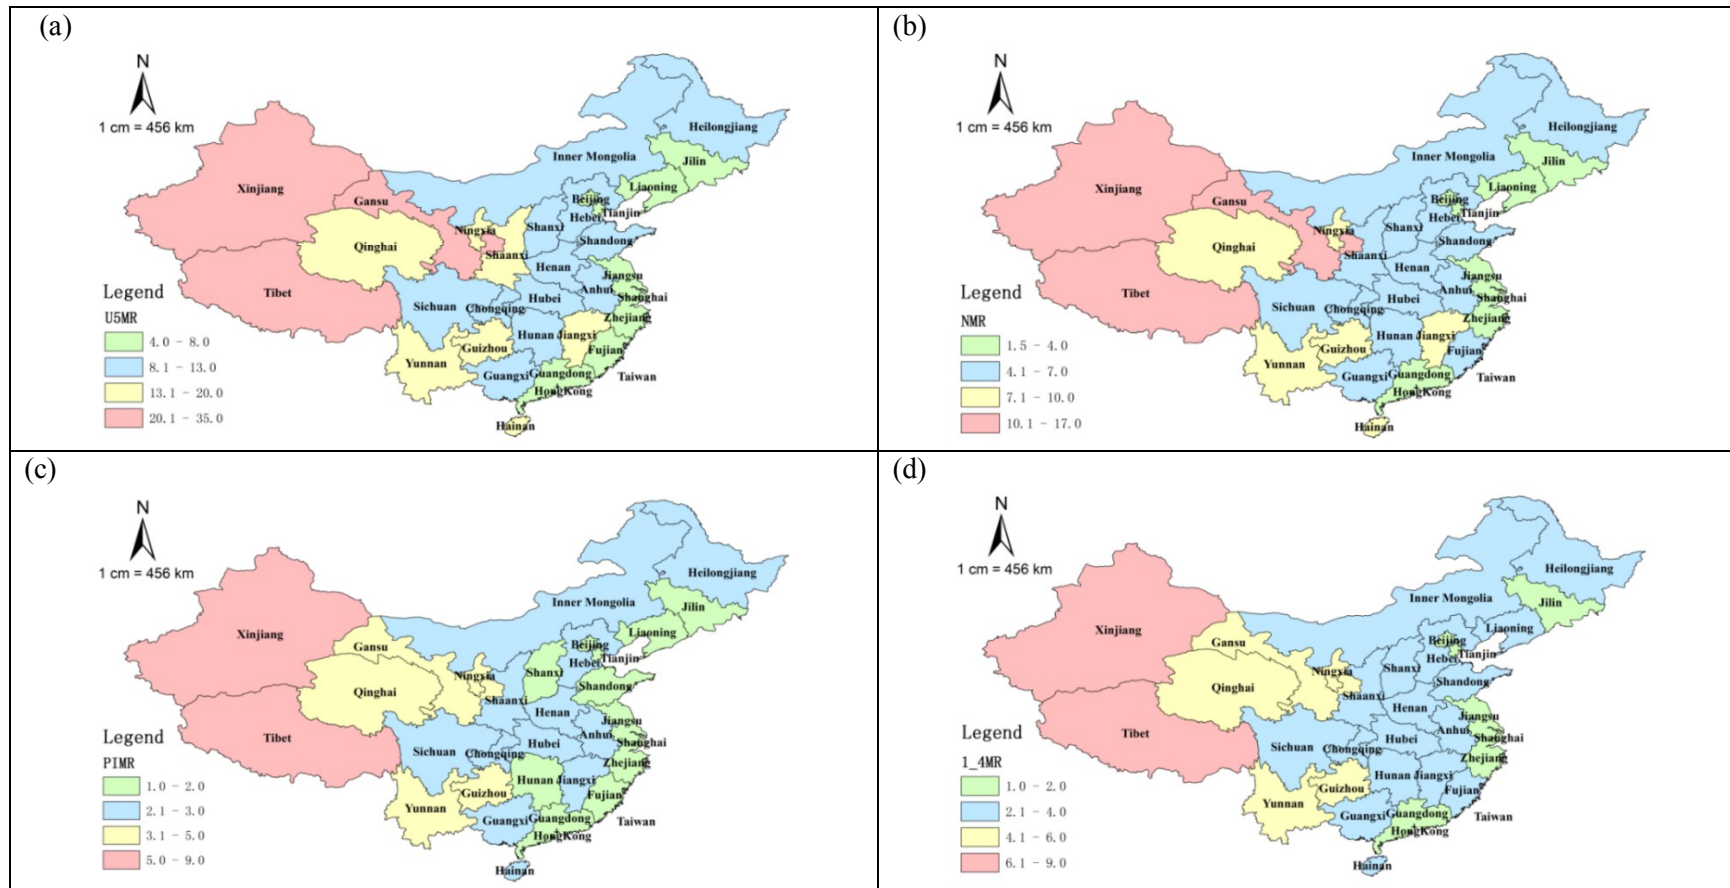 (a)
N
1 cm = 456 km
Heilongjiang
Inner Mongolia
Jilin
Xinjiang
Liaoning
Gansu
Beijing
Hebei
Tianjin
Ningxia
Shanxi
Qinghai
Shandong
Shaanxi
Henan
Jiangsu
Tibet
Anhui
Shanghai
Sichuan
Chongqing
Hubei
Zhejiang
Hunan
Jiangxi
Guizhou
Fujian
Yunnan
Guangxi
Guangdong
Taiwan
HongKong
Hainan
Legend
U5MR
4.0 - 8.0
8.1 - 13.0
13.1 - 20.0
20.1 - 35.0
(b)
N
1 cm = 456 km
Heilongjiang
Inner Mongolia
Jilin
Xinjiang
Liaoning
Gansu
Beijing
Hebei
Tianjin
Ningxia
Shanxi
Qinghai
Shandong
Shaanxi
Henan
Jiangsu
Tibet
Anhui
Shanghai
Sichuan
Chongqing
Hubei
Zhejiang
Hunan
Jiangxi
Guizhou
Fujian
Yunnan
Guangxi
Guangdong
Taiwan
HongKong
Hainan
Legend
NMR
1.5 - 4.0
4.1 - 7.0
7.1 - 10.0
10.1 - 17.0
(c)
N
1 cm = 456 km
Heilongjiang
Inner Mongolia
Jilin
Xinjiang
Liaoning
Gansu
Beijing
Hebei
Tianjin
Ningxia
Shanxi
Qinghai
Shandong
Shaanxi
Henan
Jiangsu
Tibet
Anhui
Shanghai
Sichuan
Chongqing
Hubei
Zhejiang
Hunan
Jiangxi
Guizhou
Fujian
Yunnan
Guangxi
Guangdong
Taiwan
HongKong
Hainan
Legend
PIMR
1.0 - 2.0
2.1 - 3.0
3.1 - 5.0
5.0 - 9.0
(d)
N
1 cm = 456 km
Heilongjiang
Inner Mongolia
Jilin
Xinjiang
Liaoning
Gansu
Beijing
Hebei
Tianjin
Ningxia
Shanxi
Qinghai
Shandong
Shaanxi
Henan
Jiangsu
Tibet
Anhui
Shanghai
Sichuan
Chongqing
Hubei
Zhejiang
Hunan
Jiangxi
Guizhou
Fujian
Yunnan
Guangxi
Guangdong
Taiwan
HongKong
Hainan
Legend
1_4MR
1.0 - 2.0
2.1 - 4.0
4.1 - 6.0
6.1 - 9.0